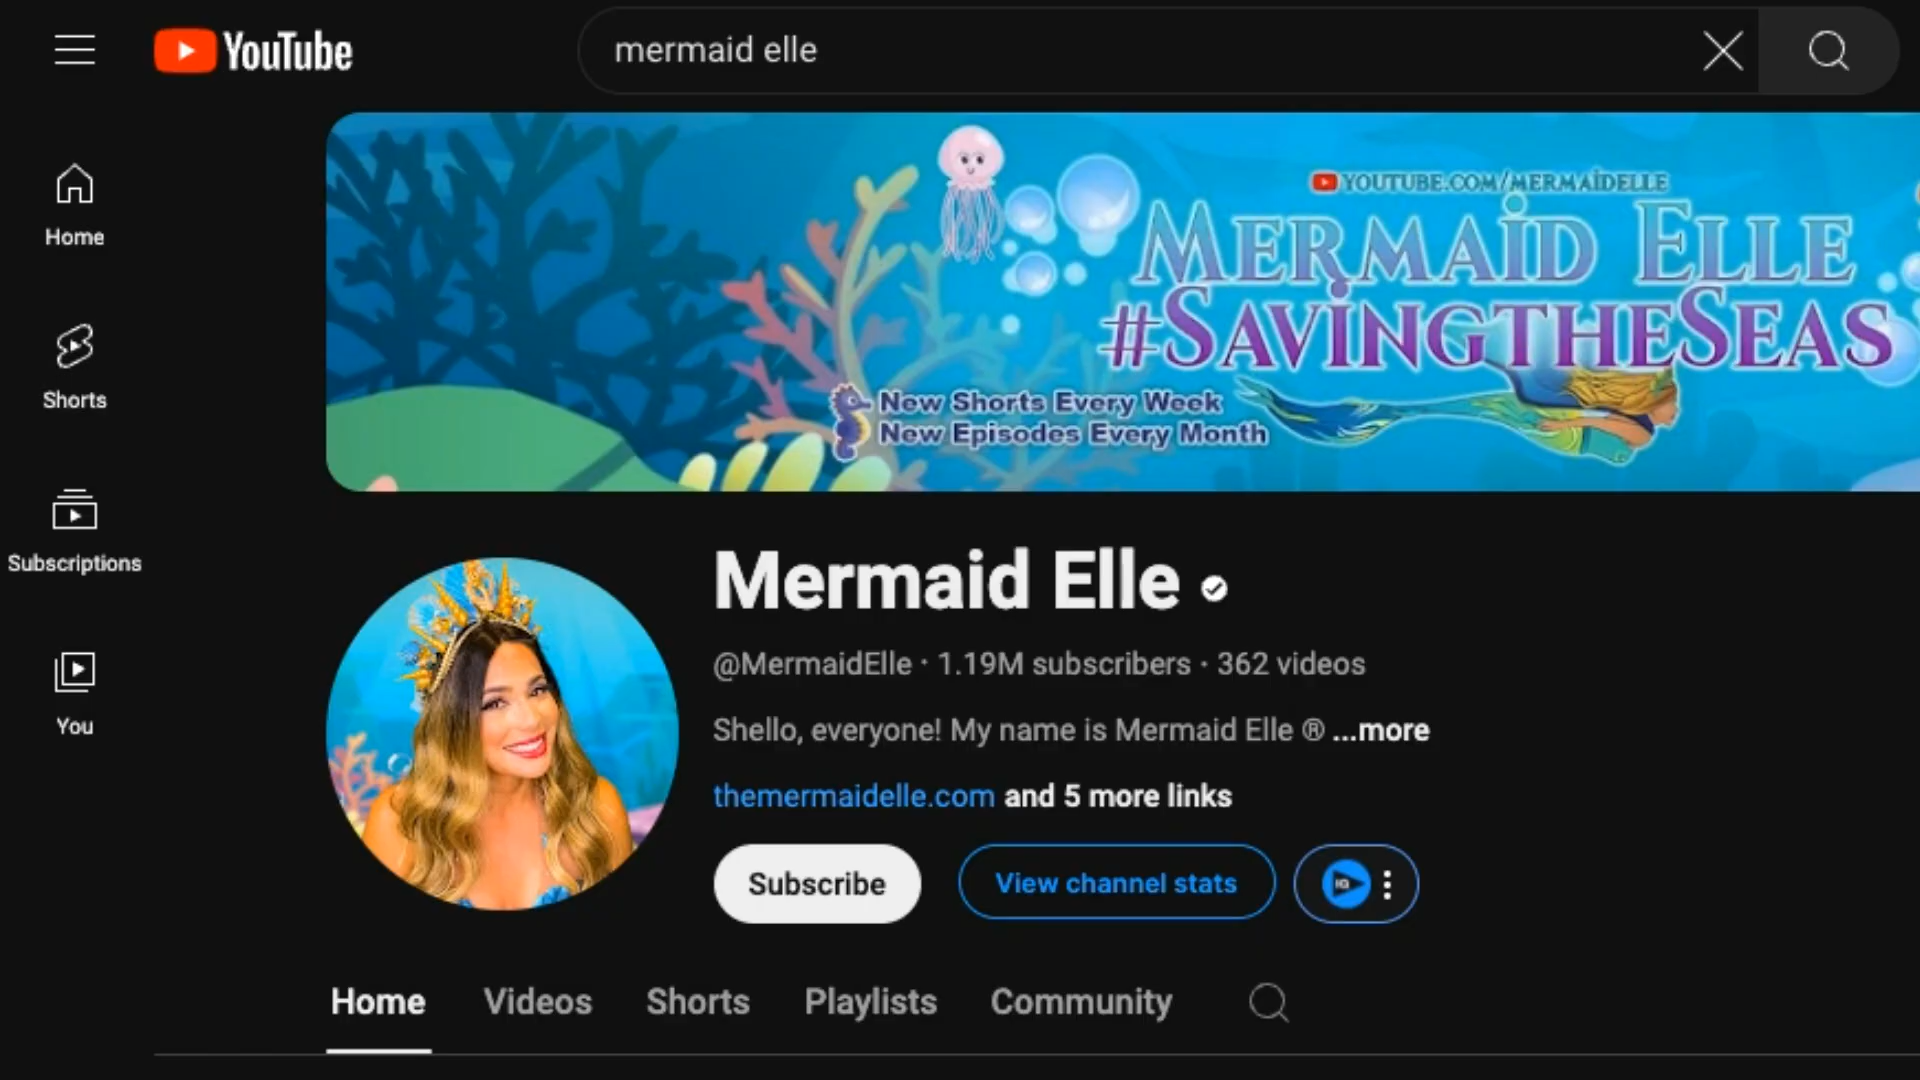 YouTube
mermaid elle
Home
Shorts
Subscriptions
You
YOUTUBE.COM/MERMAIDELLE
MERMAID ELLE
#SAVINGTHESEAS
New Shorts Every Week
New Episodes Every Month
Mermaid Elle
@MermaidElle · 1.19M subscribers · 362 videos
Shello, everyone! My name is Mermaid Elle ® ...more
themermaidelle.com and 5 more links
Subscribe
View channel stats
IQ
Home Videos Shorts Playlists Community